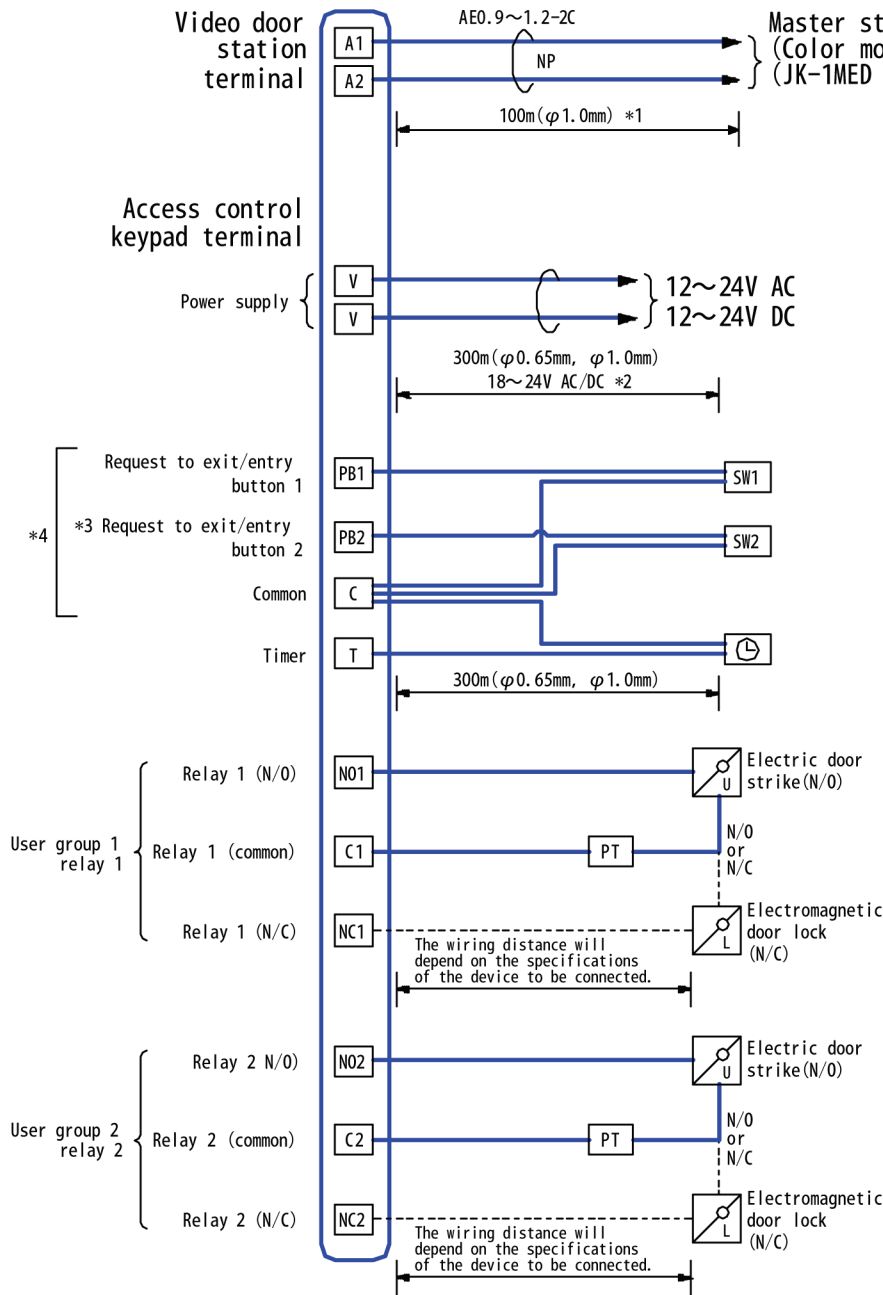 Video door
station
terminal
A1
A2
AE0.9～1.2-2C
NP
Master st
(Color mo
(JK-1MED
100m(φ1.0mm) *1
Access control
keypad terminal
Power supply
V
V
12～24V AC
12～24V DC
300m(φ0.65mm, φ1.0mm)
18～24V AC/DC *2
*4
Request to exit/entry
button 1
PB1
SW1
*3 Request to exit/entry
button 2
PB2
SW2
Common
C
Timer
T
300m(φ0.65mm, φ1.0mm)
User group 1
relay 1
Relay 1 (N/O)
NO1
U
Electric door
strike(N/O)
Relay 1 (common)
C1
PT
N/O
or
N/C
Relay 1 (N/C)
NC1
L
Electromagnetic
door lock
(N/C)
The wiring distance will
depend on the specifications
of the device to be connected.
User group 2
relay 2
Relay 2 N/O)
NO2
U
Electric door
strike(N/O)
Relay 2 (common)
C2
PT
N/O
or
N/C
Relay 2 (N/C)
NC2
L
Electromagnetic
door lock
(N/C)
The wiring distance will
depend on the specifications
of the device to be connected.